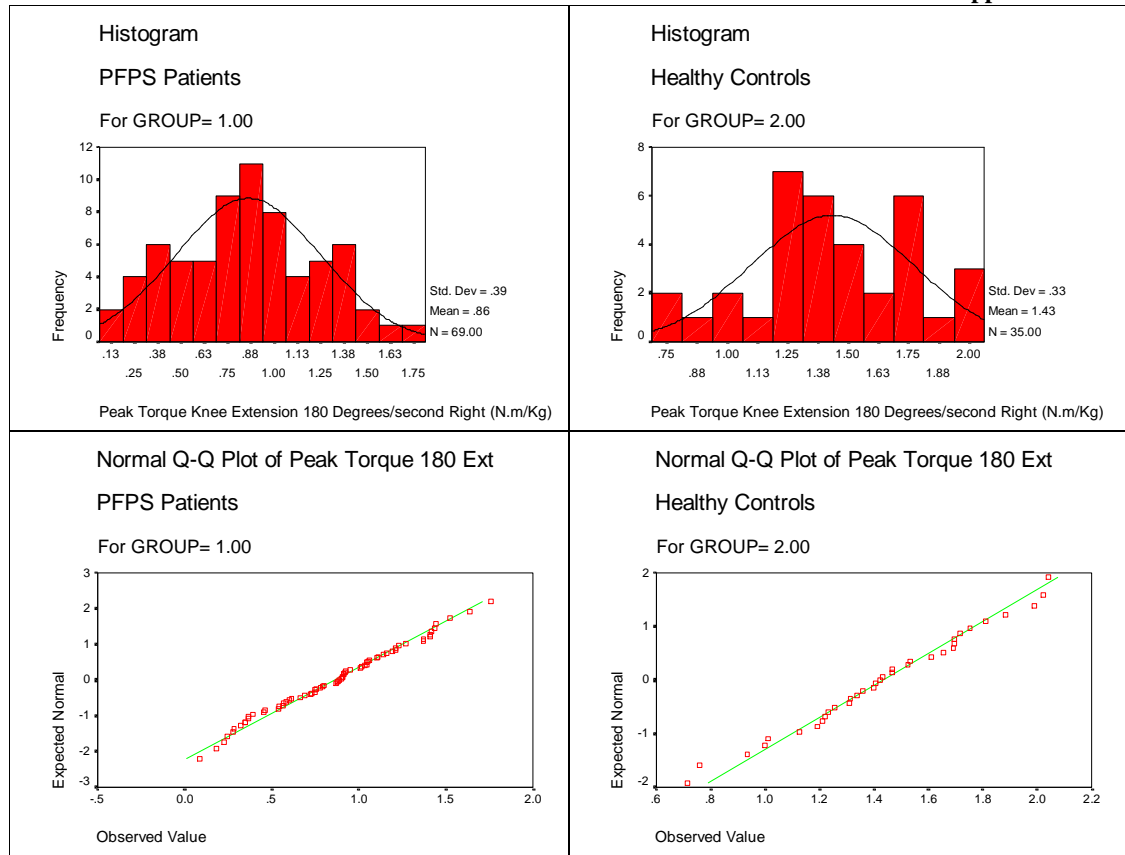 Histogram
PFPS Patients
For GROUP= 1.00
12
10
8
6
4
2
0
Frequency
Std. Dev = .39
Mean = .86
N = 69.00
.13 .38 .63 .88 1.13 1.38 1.63
.25 .50 .75 1.00 1.25 1.50 1.75
Peak Torque Knee Extension 180 Degrees/second Right (N.m/Kg)
Histogram
Healthy Controls
For GROUP= 2.00
8
6
4
2
0
Frequency
Std. Dev = .33
Mean = 1.43
N = 35.00
.75 1.00 1.25 1.50 1.75 2.00
.88 1.13 1.38 1.63 1.88
Peak Torque Knee Extension 180 Degrees/second Right (N.m/Kg)
Normal Q-Q Plot of Peak Torque 180 Ext
PFPS Patients
For GROUP= 1.00
3
2
1
0
-1
-2
-3
Expected Normal
-.5 0.0 .5 1.0 1.5 2.0
Observed Value
Normal Q-Q Plot of Peak Torque 180 Ext
Healthy Controls
For GROUP= 2.00
2
1
0
-1
-2
Expected Normal
.6 .8 1.0 1.2 1.4 1.6 1.8 2.0 2.2
Observed Value